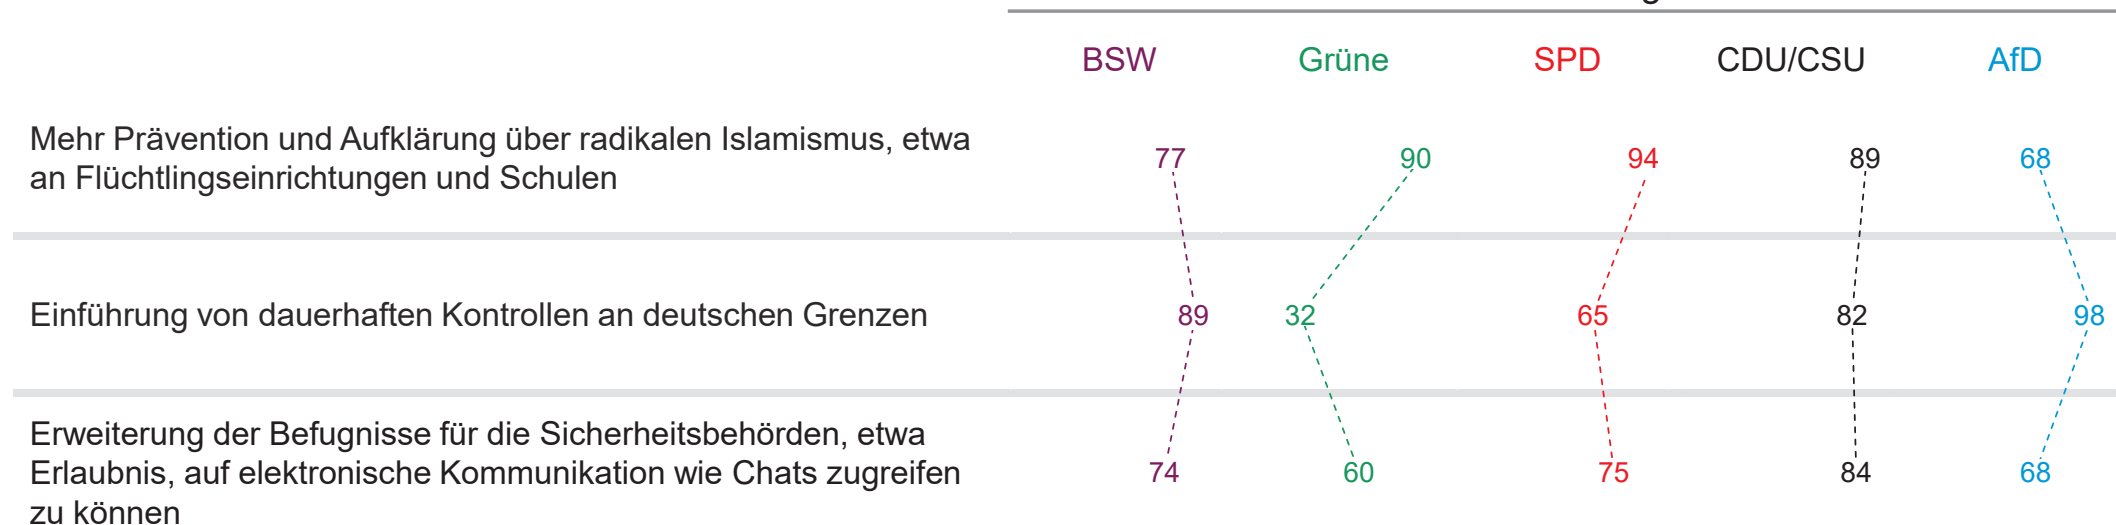 BSW Grüne SPD CDU/CSU AfD
Mehr Prävention und Aufklärung über radikalen Islamismus, etwa
an Flüchtlingseinrichtungen und Schulen
77 90 94 89 68
Einführung von dauerhaften Kontrollen an deutschen Grenzen
89 32 65 82 98
Erweiterung der Befugnisse für die Sicherheitsbehörden, etwa
Erlaubnis, auf elektronische Kommunikation wie Chats zugreifen
zu können
74 60 75 84 68